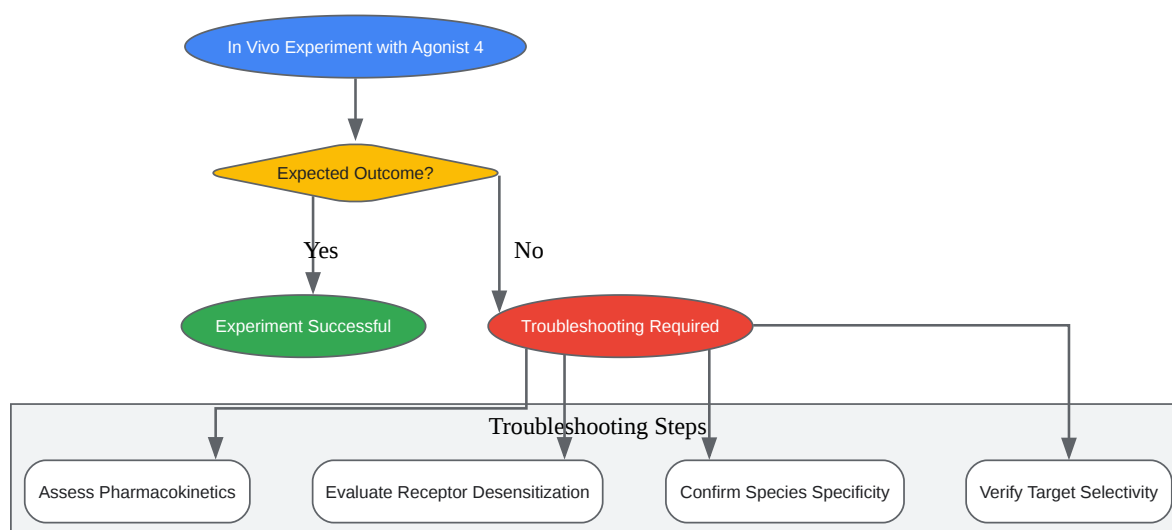 In Vivo Experiment with Agonist 4
Expected Outcome?
Yes
No
Experiment Successful
Troubleshooting Required
Troubleshooting Steps
Assess Pharmacokinetics
Evaluate Receptor Desensitization
Confirm Species Specificity
Verify Target Selectivity